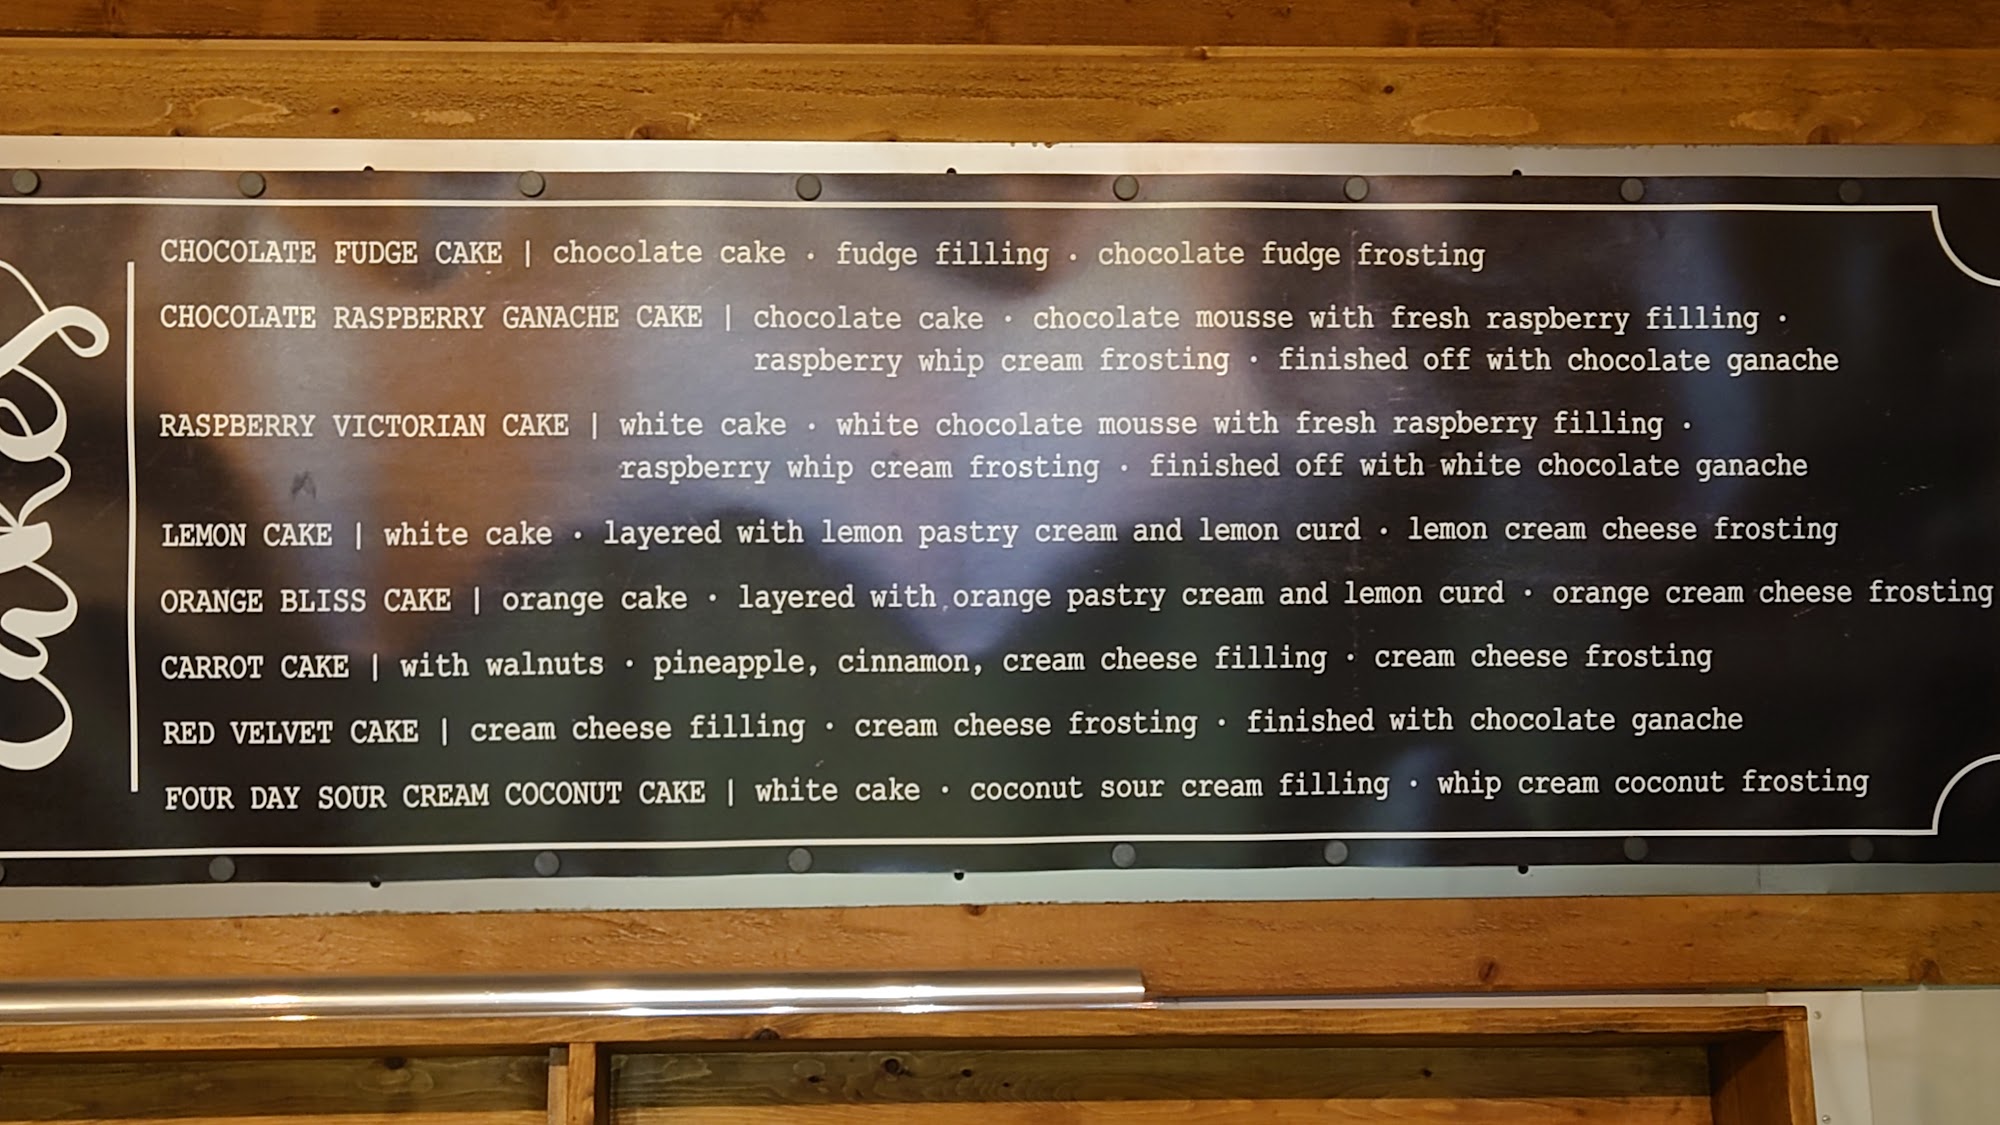 Cakes
CHOCOLATE FUDGE CAKE | chocolate cake · fudge filling · chocolate fudge frosting
CHOCOLATE RASPBERRY GANACHE CAKE | chocolate cake · chocolate mousse with fresh raspberry filling ·
raspberry whip cream frosting · finished off with chocolate ganache
RASPBERRY VICTORIAN CAKE | white cake · white chocolate mousse with fresh raspberry filling ·
raspberry whip cream frosting · finished off with white chocolate ganache
LEMON CAKE | white cake · layered with lemon pastry cream and lemon curd · lemon cream cheese frosting
ORANGE BLISS CAKE | orange cake · layered with orange pastry cream and lemon curd · orange cream cheese frosting
CARROT CAKE | with walnuts · pineapple, cinnamon, cream cheese filling · cream cheese frosting
RED VELVET CAKE | cream cheese filling · cream cheese frosting · finished with chocolate ganache
FOUR DAY SOUR CREAM COCONUT CAKE | white cake · coconut sour cream filling · whip cream coconut frosting